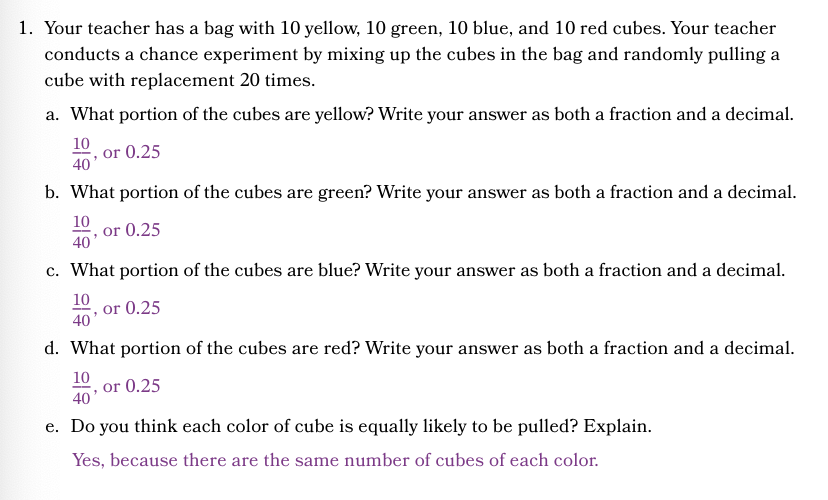 1. Your teacher has a bag with 10 yellow, 10 green, 10 blue, and 10 red cubes. Your teacher
conducts a chance experiment by mixing up the cubes in the bag and randomly pulling a
cube with replacement 20 times.
a. What portion of the cubes are yellow? Write your answer as both a fraction and a decimal.
10/40, or 0.25
b. What portion of the cubes are green? Write your answer as both a fraction and a decimal.
10/40, or 0.25
c. What portion of the cubes are blue? Write your answer as both a fraction and a decimal.
10/40, or 0.25
d. What portion of the cubes are red? Write your answer as both a fraction and a decimal.
10/40, or 0.25
e. Do you think each color of cube is equally likely to be pulled? Explain.
Yes, because there are the same number of cubes of each color.